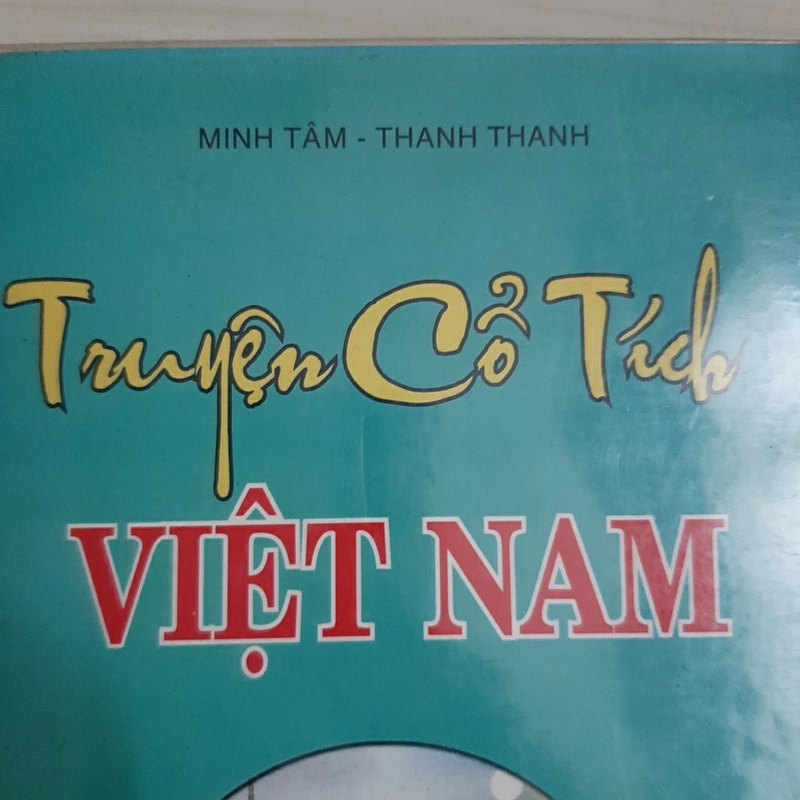 MINH TÂM - THANH THANH
Truyện Cổ Tích
VIỆT NAM